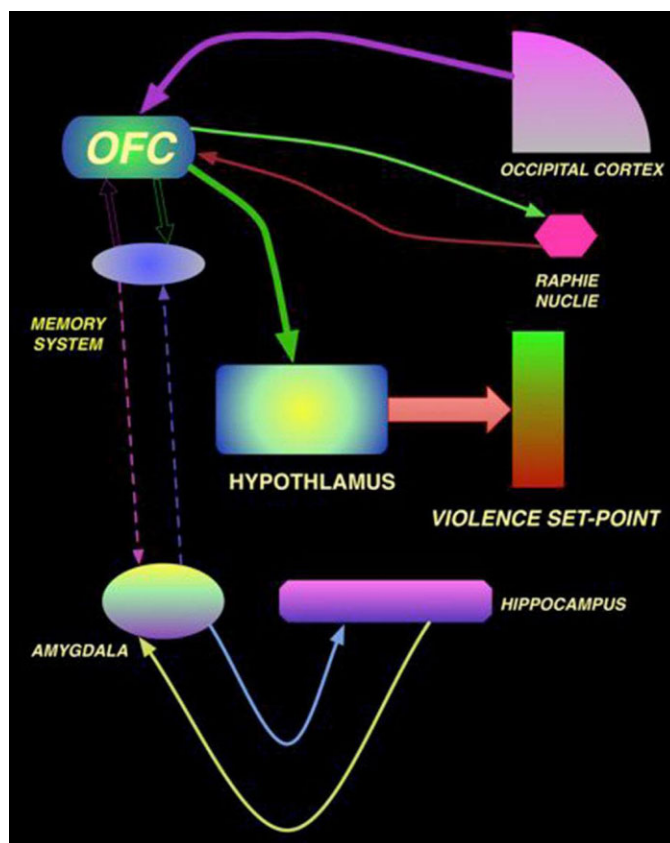 OFC
OCCIPITAL CORTEX
RAPHIE
NUCLIE
MEMORY
SYSTEM
HYPOTHLAMUS
VIOLENCE SET-POINT
HIPPOCAMPUS
AMYGDALA